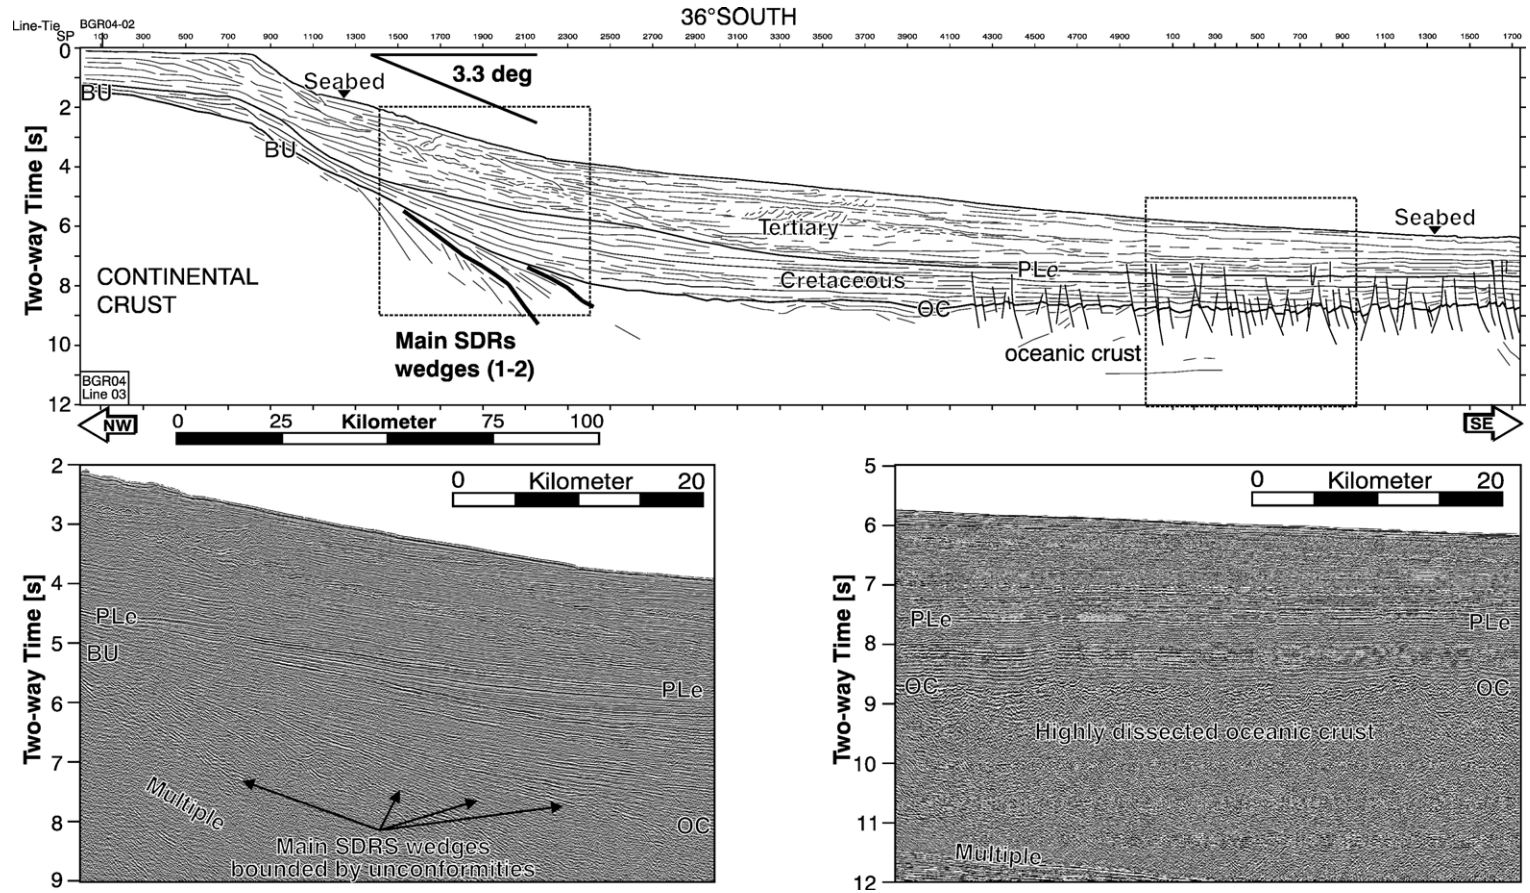 36°SOUTH
Line-Tie BGR04-02
SP 100 300 500 700 900 1100 1300 1500 1700 1900 2100 2300 2500 2700 2900 3100 3300 3500 3700 3900 4100 4300 4500 4700 4900 100 300 500 700 900 1100 1300 1500 1700
Two-way Time [s]
0
2
4
6
8
10
12
3.3 deg
Seabed
BU
BU
Seabed
Tertiary
PLe
Cretaceous
OC
CONTINENTAL
CRUST
Main SDRs
wedges (1-2)
oceanic crust
BGR04
Line 03
NW
0 25 Kilometer 75 100
SE
Two-way Time [s]
2
3
4
5
6
7
8
9
0 Kilometer 20
PLe
BU
PLe
Multiple
OC
Main SDRS wedges
bounded by unconformities
Two-way Time [s]
5
6
7
8
9
10
11
12
0 Kilometer 20
PLe
PLe
OC
OC
Highly dissected oceanic crust
Multiple